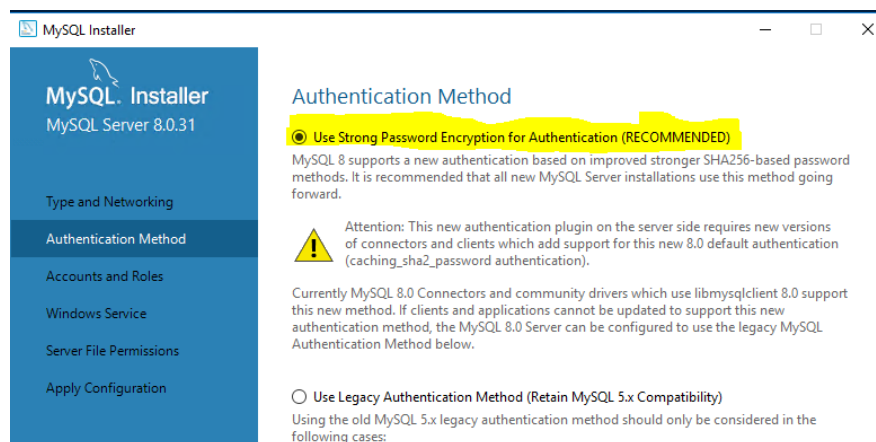 MySQL Installer
MySQL. Installer
MySQL Server 8.0.31
Type and Networking
Authentication Method
Accounts and Roles
Windows Service
Server File Permissions
Apply Configuration
Authentication Method
Use Strong Password Encryption for Authentication (RECOMMENDED)
MySQL 8 supports a new authentication based on improved stronger SHA256-based password
methods. It is recommended that all new MySQL Server installations use this method going
forward.
Attention: This new authentication plugin on the server side requires new versions
of connectors and clients which add support for this new 8.0 default authentication
(caching_sha2_password authentication).
Currently MySQL 8.0 Connectors and community drivers which use libmysqlclient 8.0 support
this new method. If clients and applications cannot be updated to support this new
authentication method, the MySQL 8.0 Server can be configured to use the legacy MySQL
Authentication Method below.
Use Legacy Authentication Method (Retain MySQL 5.x Compatibility)
Using the old MySQL 5.x legacy authentication method should only be considered in the
following cases: